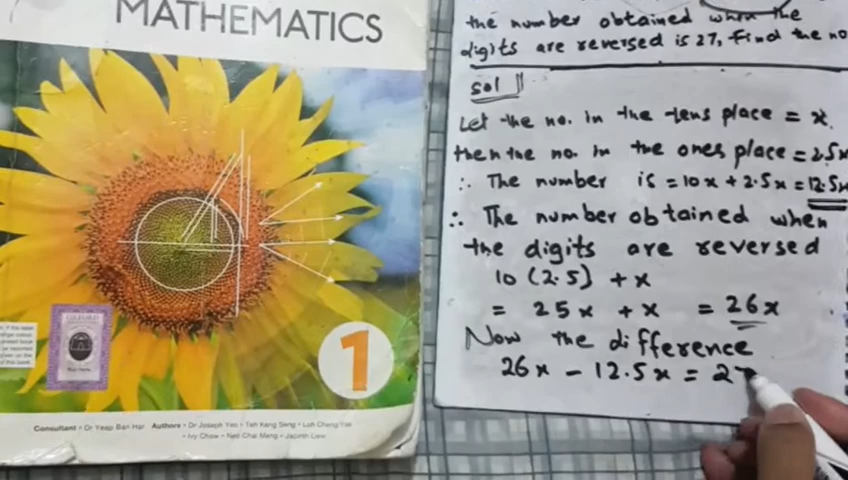 MATHEMATICS
1
Consultant • Dr Yeap Ban Har Authors • Dr Joseph Yeo • Teh Keng Seng • Loh Cheng Yee
• Ivy Chow • Neo Chai Meng • Jacinth Liew
OXFORD
the number obtained when the
digits are reversed is 27, find the no
sol
Let the no. in the tens place = x.
then the no. in the ones place = 2.5x
∴ The number is = 10x + 2.5x = 12.5x
∴ The number obtained when
the digits are reversed
10 (2.5) + x
= 25x + x = 26x
Now the difference
26x - 12.5x = 27